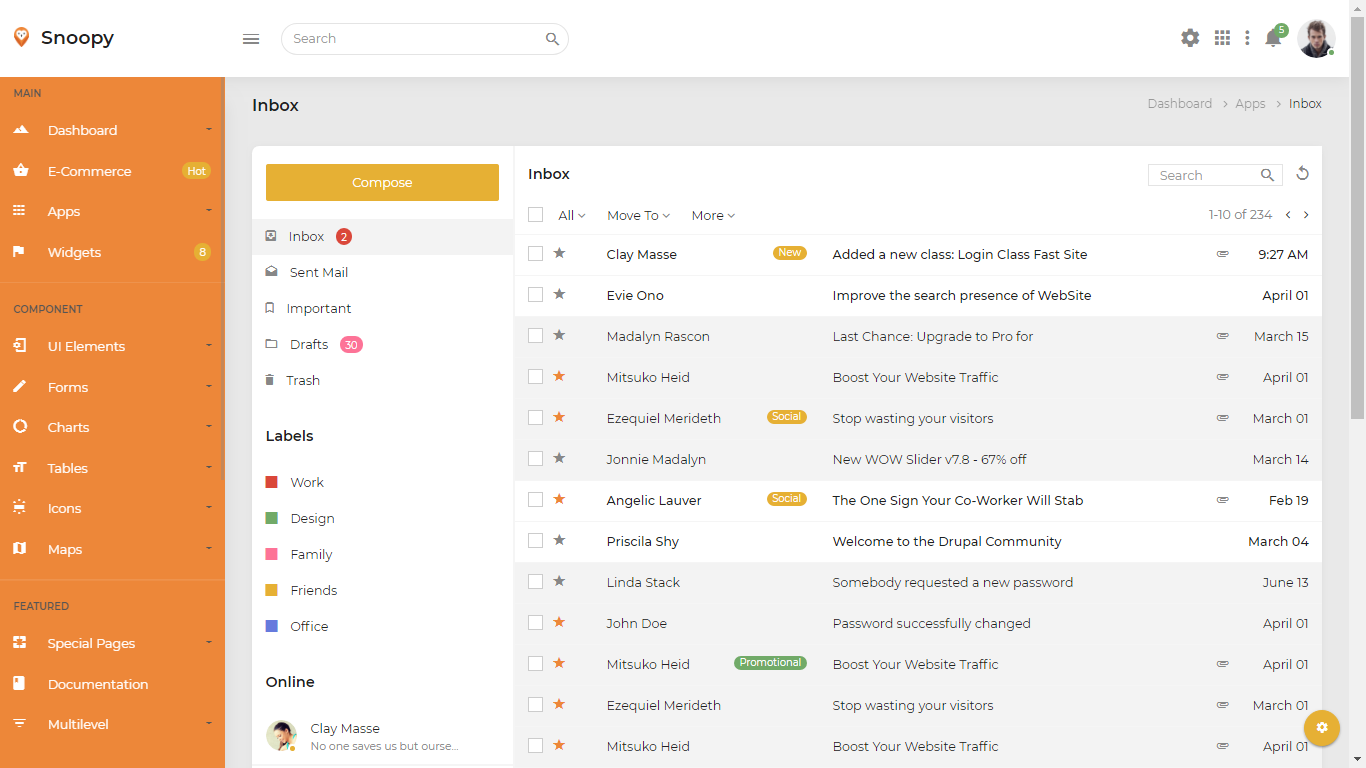 Snoopy
Search
5
MAIN
Dashboard
E-Commerce Hot
Apps
Widgets 8
COMPONENT
UI Elements
Forms
Charts
Tables
Icons
Maps
FEATURED
Special Pages
Documentation
Multilevel
Inbox
Dashboard > Apps > Inbox
Compose
Inbox 2
Sent Mail
Important
Drafts 30
Trash
Labels
Work
Design
Family
Friends
Office
Online
Clay Masse
No one saves us but ourse...
Inbox
Search
All Move To More 1-10 of 234
Clay Masse New Added a new class: Login Class Fast Site 9:27 AM
Evie Ono Improve the search presence of WebSite April 01
Madalyn Rascon Last Chance: Upgrade to Pro for March 15
Mitsuko Heid Boost Your Website Traffic April 01
Ezequiel Merideth Social Stop wasting your visitors March 01
Jonnie Madalyn New WOW Slider v7.8 - 67% off March 14
Angelic Lauver Social The One Sign Your Co-Worker Will Stab Feb 19
Priscila Shy Welcome to the Drupal Community March 04
Linda Stack Somebody requested a new password June 13
John Doe Password successfully changed April 01
Mitsuko Heid Promotional Boost Your Website Traffic April 01
Ezequiel Merideth Stop wasting your visitors March 01
Mitsuko Heid Boost Your Website Traffic April 01